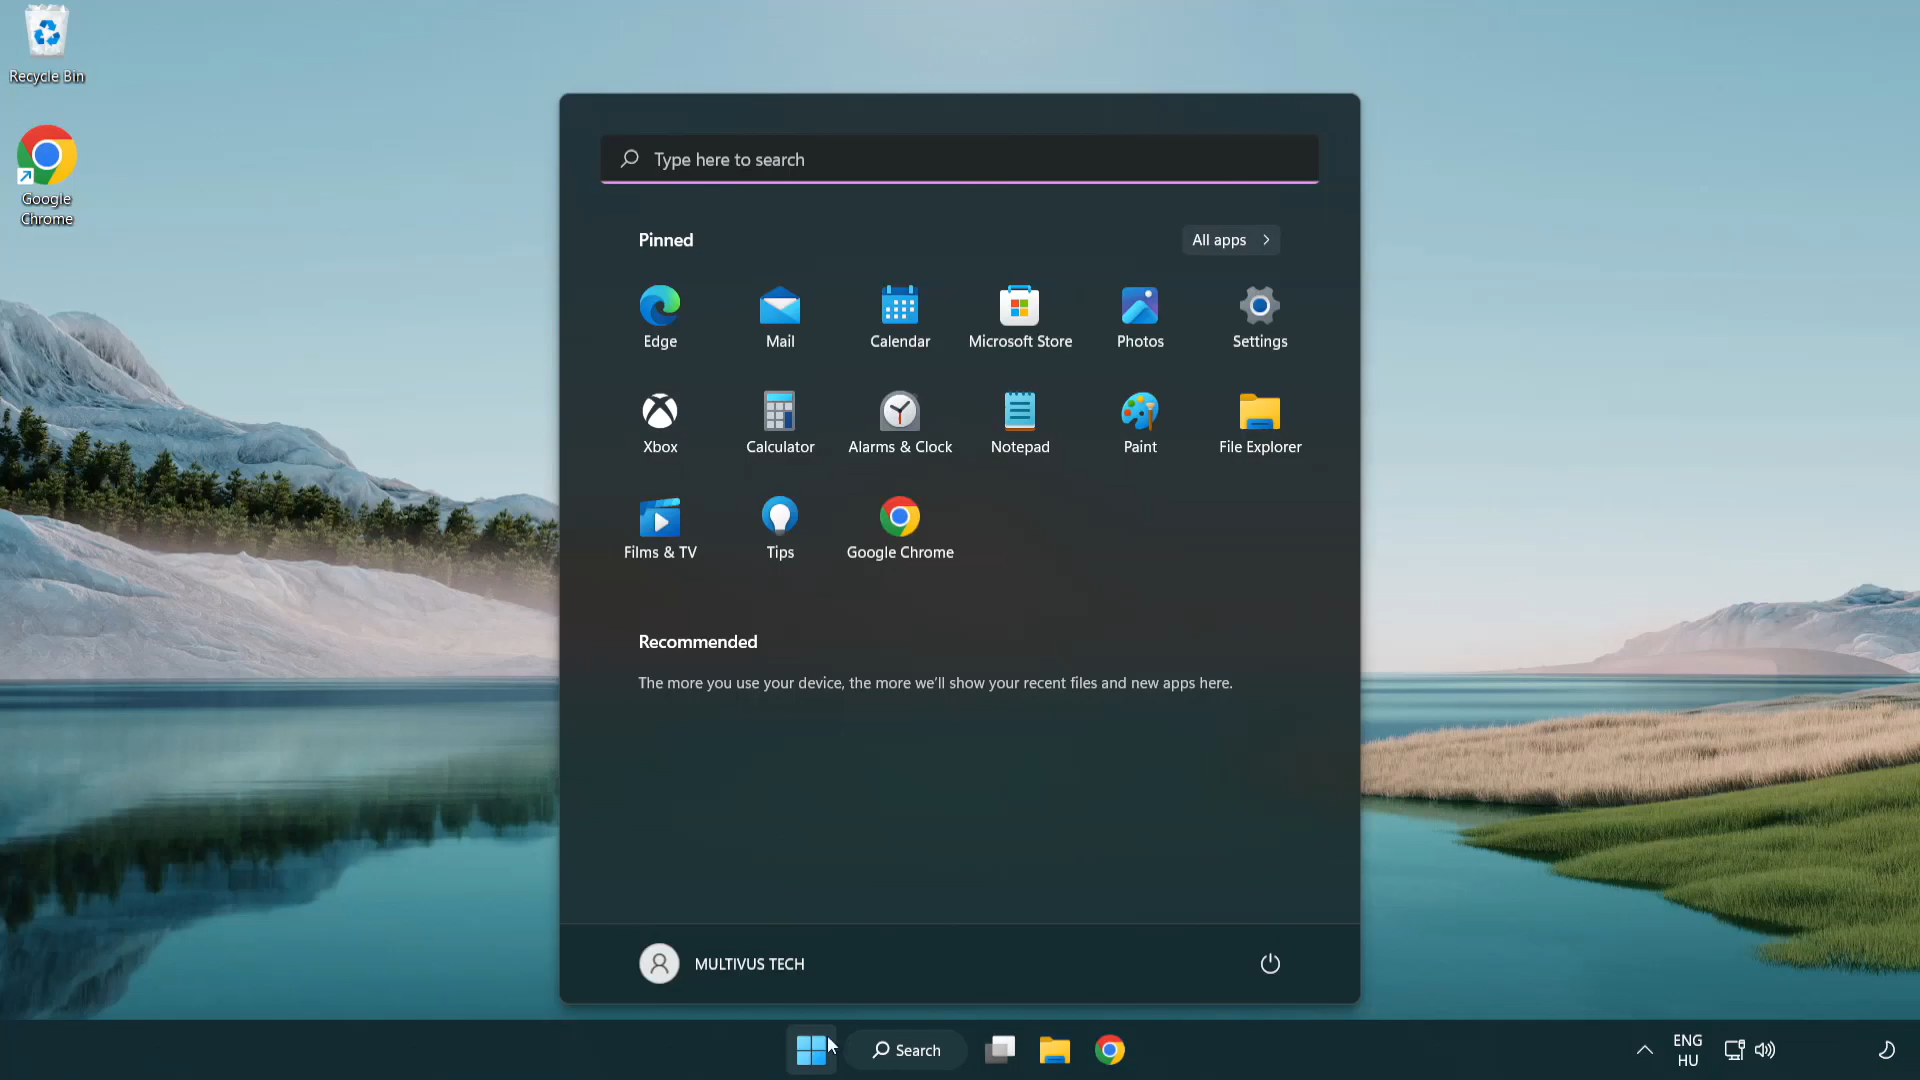 Recycle Bin
Google
Chrome
Type here to search
Pinned
All apps
Edge
Mail
Calendar
Microsoft Store
Photos
Settings
Xbox
Calculator
Alarms & Clock
Notepad
Paint
File Explorer
Films & TV
Tips
Google Chrome
Recommended
The more you use your device, the more we’ll show your recent files and new apps here.
MULTIVUS TECH
Search
ENG
HU